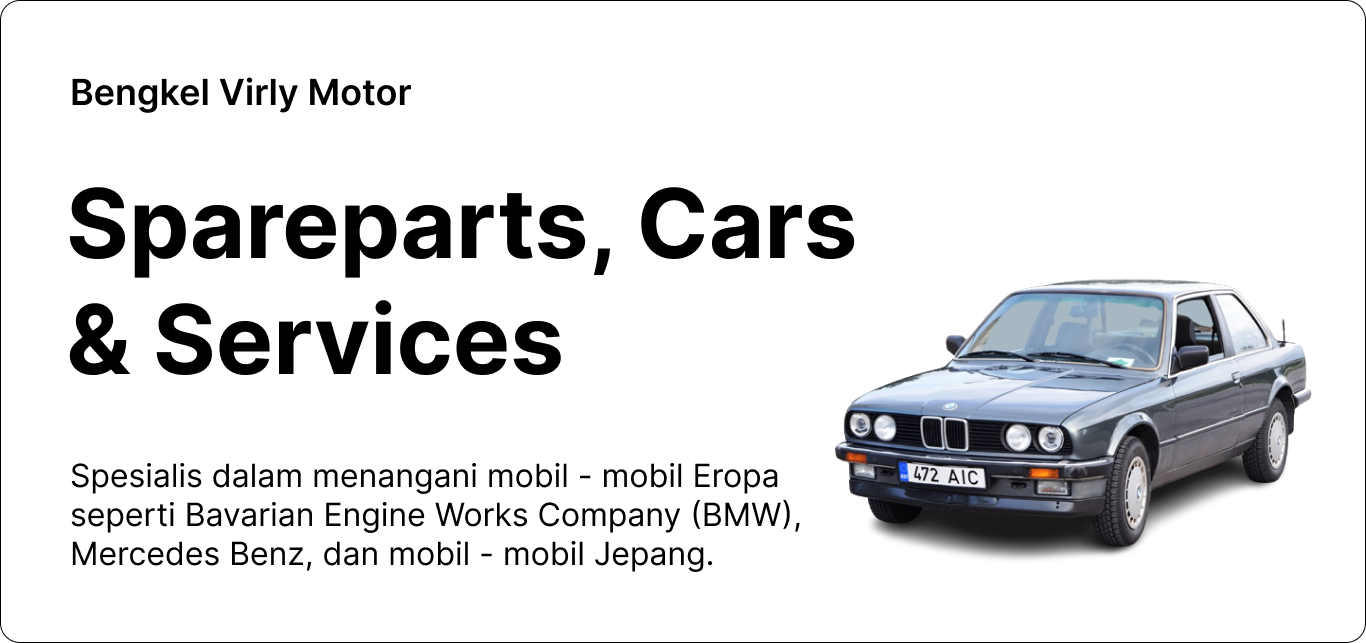 Bengkel Virly Motor
Spareparts, Cars
& Services
Spesialis dalam menangani mobil - mobil Eropa
seperti Bavarian Engine Works Company (BMW),
Mercedes Benz, dan mobil - mobil Jepang.
472 AIC